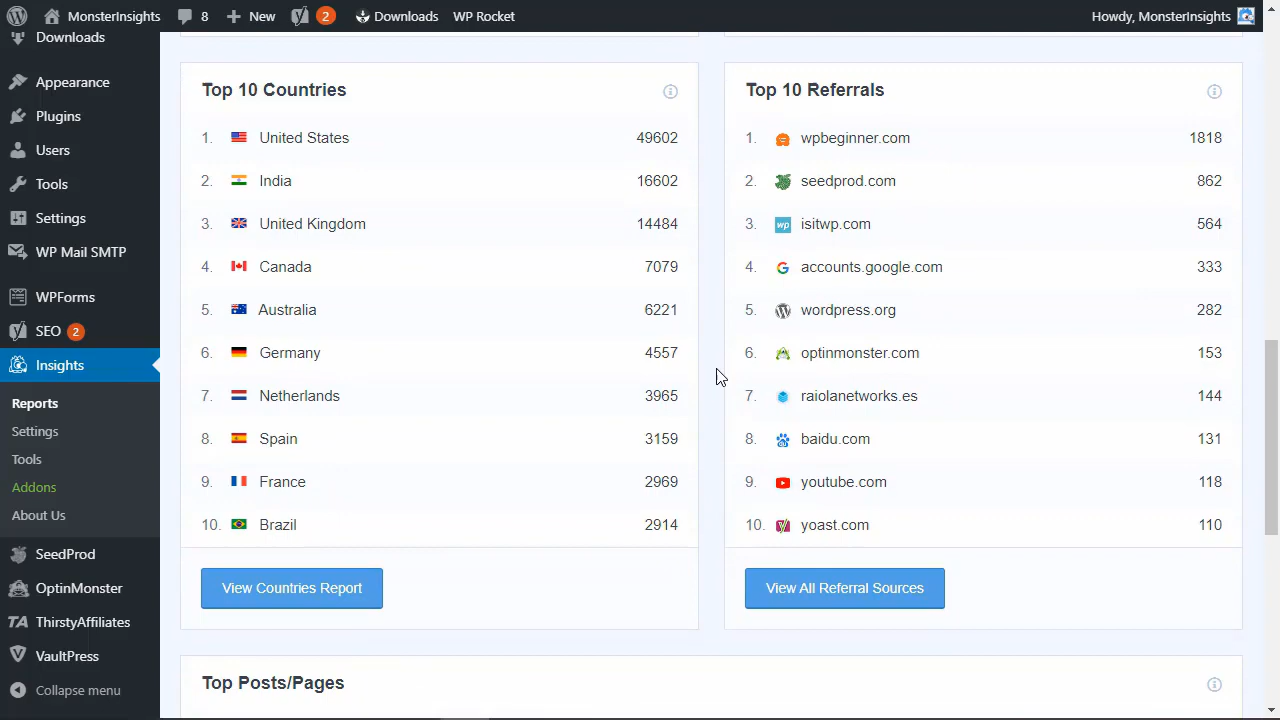 MonsterInsights 8 New 2 Downloads WP Rocket Howdy, MonsterInsights
Downloads
Appearance
Plugins
Users
Tools
Settings
WP Mail SMTP
WPForms
SEO 2
Insights
Reports
Settings
Tools
Addons
About Us
SeedProd
OptinMonster
TA ThirstyAffiliates
VaultPress
Collapse menu
Top 10 Countries
1. United States 49602
2. India 16602
3. United Kingdom 14484
4. Canada 7079
5. Australia 6221
6. Germany 4557
7. Netherlands 3965
8. Spain 3159
9. France 2969
10. Brazil 2914
View Countries Report
Top 10 Referrals
1. wpbeginner.com 1818
2. seedprod.com 862
3. wp isitwp.com 564
4. accounts.google.com 333
5. wordpress.org 282
6. optinmonster.com 153
7. raiolanetworks.es 144
8. baidu.com 131
9. youtube.com 118
10. yoast.com 110
View All Referral Sources
Top Posts/Pages